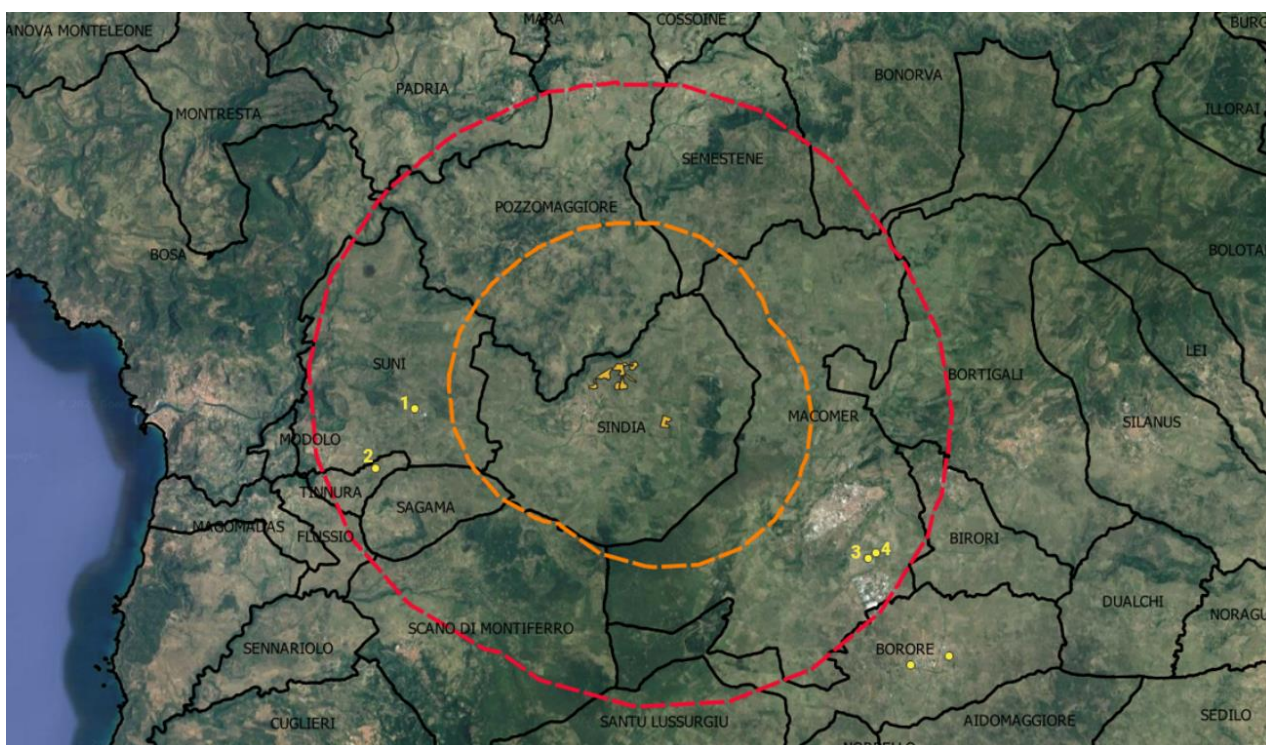 MARA
COSSOINE
ANOVA MONTELEONE
BURG
BONORVA
PADRIA
ILLORAI
MONTRESTA
SEMESTENE
POZZOMAGGIORE
BOSA
BOLOTA
LEI
SUNI
BORTIGALI
1
MACOMER
SILANUS
SINDIA
MODOLO
2
TINNURA
SAGAMA
MAGOMADAS
FLUSSIO
BIRORI
3 4
DUALCHI
NORAGU
SCANO DI MONTIFERRO
SENNARIOLO
BORORE
SEDILO
CUGLIERI
SANTU LUSSURGIU
AIDOMAGGIORE
NORBELLO